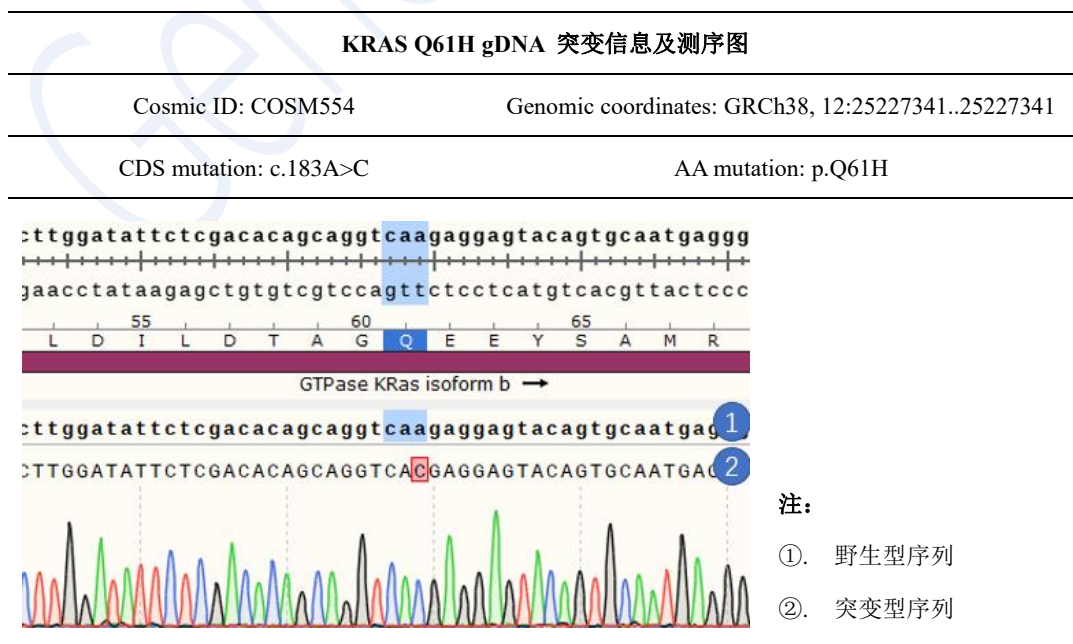 KRAS Q61H gDNA 突变信息及测序图
Cosmic ID: COSM554 Genomic coordinates: GRCh38, 12:25227341..25227341
CDS mutation: c.183A>C AA mutation: p.Q61H
cttggatattctcgacacagcaggtcaagaggagtacagtgcaatgaggg
gaacctataagagctgtgtcgtccagttctcctcatgtcacgttactccc
55 60 65
L D I L D T A G Q E E Y S A M R
GTPase KRas isoform b →
cttggatattctcgacacagcaggtcaagaggagtacagtgcaatgag 1
CTTGGATATTCTCGACACAGCAGGTCACGAGGAGTACAGTGCAATGA 2
注：
①. 野生型序列
②. 突变型序列